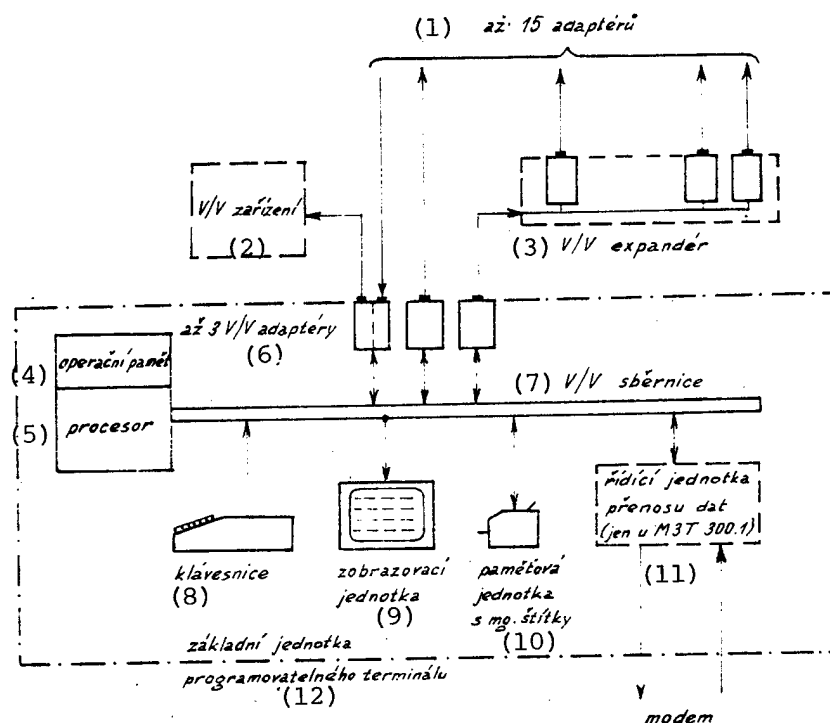 (1) až 15 adaptérů
V/V zařízení
(2)
(3) V/V expandér
až 3 V/V adaptéry
(6)
(4) operační paměť
(7) V/V sběrnice
(5) procesor
řídící jednotka
přenosu dat
(jen u M3T 300.1)
(11)
klávesnice
(8)
zobrazovací
jednotka
(9)
paměťová
jednotka
s mg. štítky
(10)
základní jednotka
programovatelného terminálu
(12)
modem